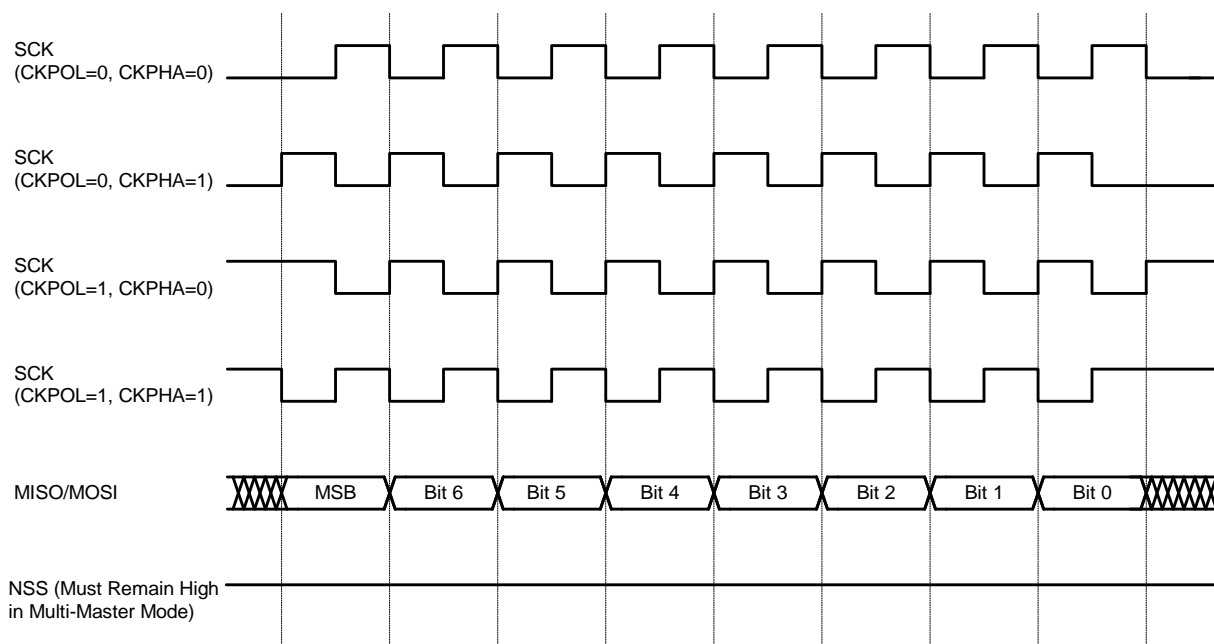 SCK
(CKPOL=0, CKPHA=0)
SCK
(CKPOL=0, CKPHA=1)
SCK
(CKPOL=1, CKPHA=0)
SCK
(CKPOL=1, CKPHA=1)
MISO/MOSI
MSB
Bit 6
Bit 5
Bit 4
Bit 3
Bit 2
Bit 1
Bit 0
NSS (Must Remain High
in Multi-Master Mode)